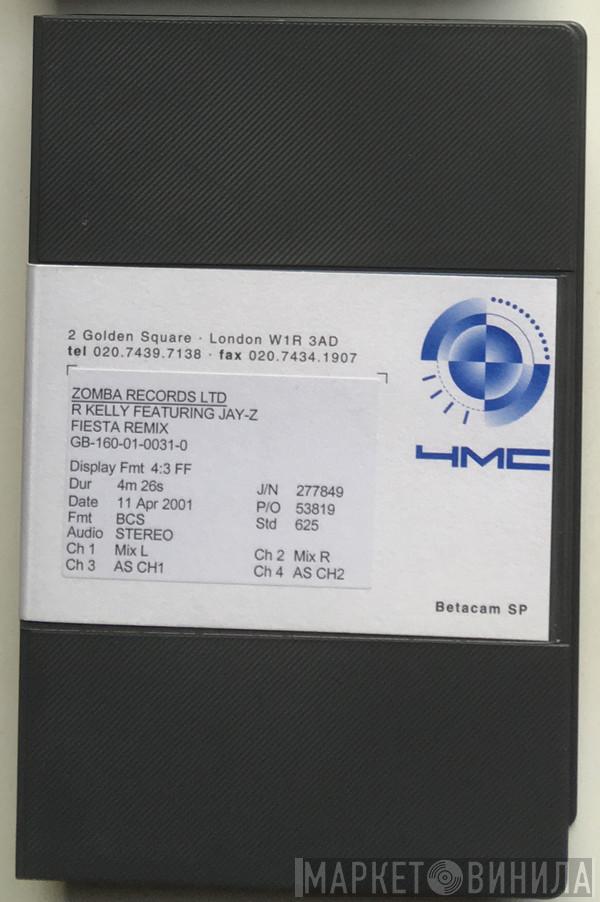 2 Golden Square · London W1R 3AD
tel 020.7439.7138 · fax 020.7434.1907
ZOMBA RECORDS LTD
R KELLY FEATURING JAY-Z
FIESTA REMIX
GB-160-01-0031-0
Display Fmt 4:3 FF
Dur 4m 26s J/N 277849
Date 11 Apr 2001 P/O 53819
Fmt BCS Std 625
Audio STEREO
Ch 1 Mix L Ch 2 Mix R
Ch 3 AS CH1 Ch 4 AS CH2
4MC
Betacam SP
МАРКЕТ ВИНИЛА